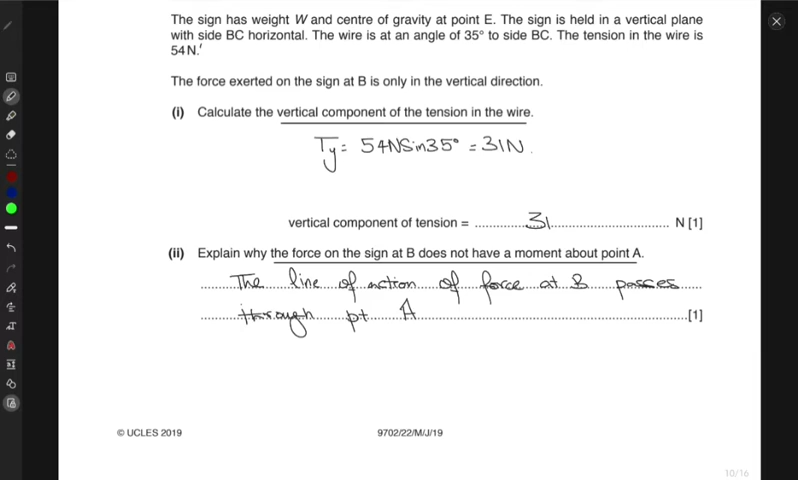 The sign has weight W and centre of gravity at point E. The sign is held in a vertical plane
with side BC horizontal. The wire is at an angle of 35° to side BC. The tension in the wire is
54 N.'
The force exerted on the sign at B is only in the vertical direction.
(i) Calculate the vertical component of the tension in the wire.
Ty = 54NSin35° = 31N.
vertical component of tension = ........31........ N [1]
(ii) Explain why the force on the sign at B does not have a moment about point A.
The line of action of force at B passes
through pt A
[1]
© UCLES 2019
9702/22/M/J/19
10/16